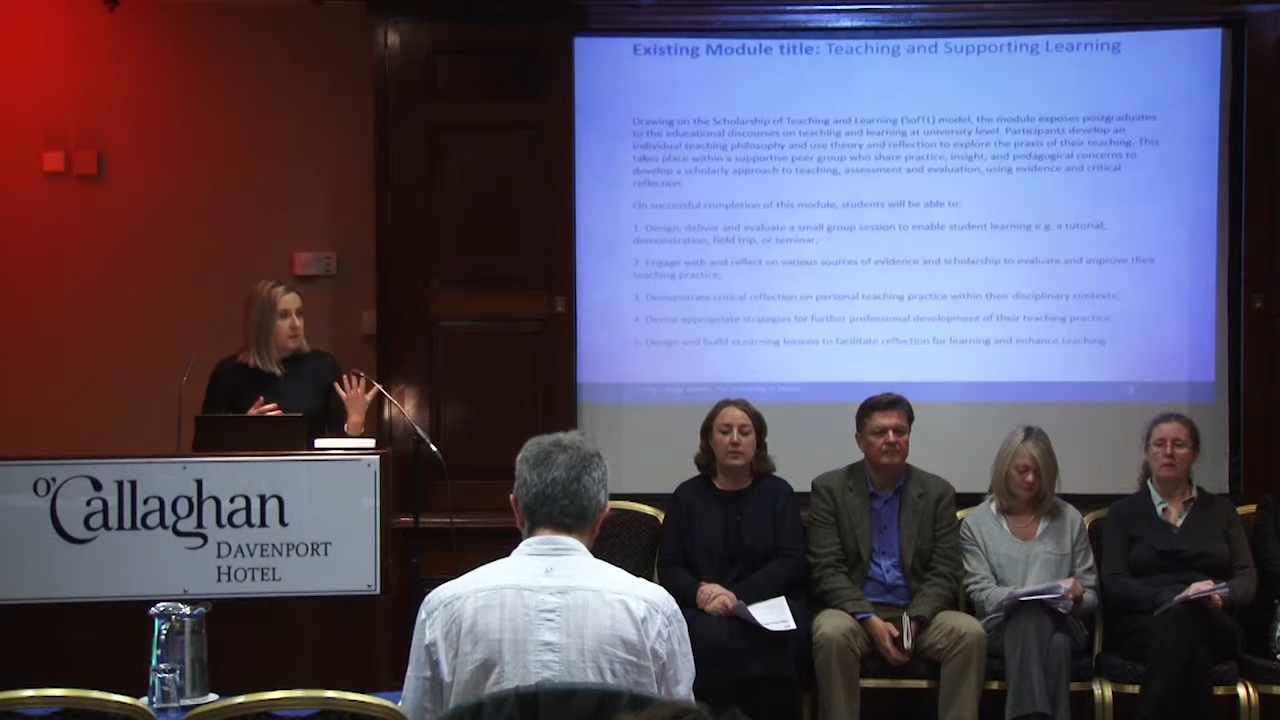 Existing Module title: Teaching and Supporting Learning
Drawing on the Scholarship of Teaching and Learning (SofTL) model, the module exposes postgraduates
to the educational discourses on teaching and learning at university level. Participants develop an
individual teaching philosophy and use theory and reflection to explore the praxis of their teaching. This
takes place within a supportive peer group who share practice, insight, and pedagogical concerns to
develop a scholarly approach to teaching, assessment and evaluation, using evidence and critical
reflection.
On successful completion of this module, students will be able to:
1. Design, deliver and evaluate a small group session to enable student learning e.g. a tutorial,
demonstration, field trip, or seminar;
2. Engage with and reflect on various sources of evidence and scholarship to evaluate and improve their
teaching practice;
3. Demonstrate critical reflection on personal teaching practice within their disciplinary contexts;
4. Devise appropriate strategies for further professional development of their teaching practice
5. Design and build eLearning lessons to facilitate reflection for learning and enhance teaching
O'Callaghan
DAVENPORT
HOTEL